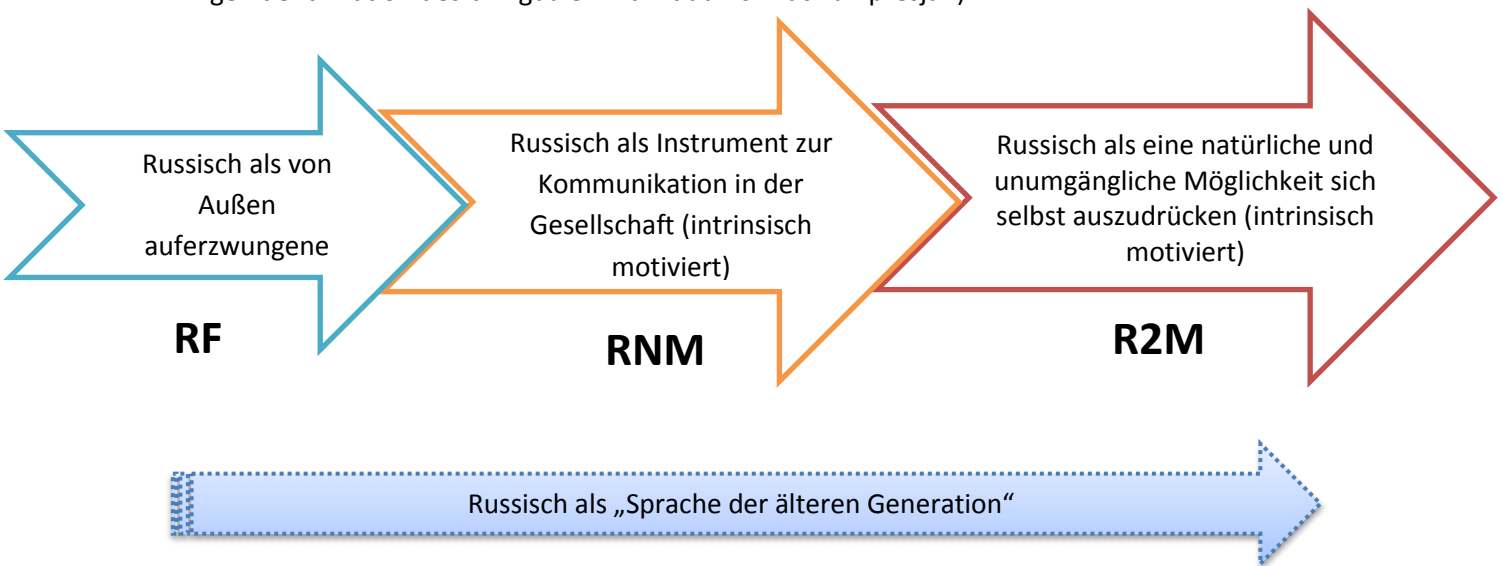 Russisch als von
Außen
auferzwungene
Russisch als Instrument zur
Kommunikation in der
Gesellschaft (intrinsisch
motiviert)
Russisch als eine natürliche und
unumgängliche Möglichkeit sich
selbst auszudrücken (intrinsisch
motiviert)
RF
RNM
R2M
Russisch als „Sprache der älteren Generation“